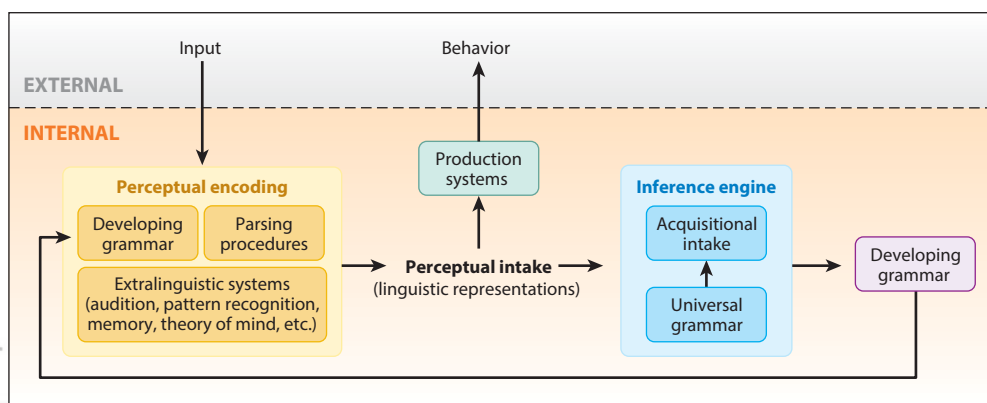 Input
Behavior
EXTERNAL
INTERNAL
Production
systems
Perceptual encoding
Developing
grammar
Parsing
procedures
Extralinguistic systems
(audition, pattern recognition,
memory, theory of mind, etc.)
Perceptual intake
(linguistic representations)
Inference engine
Acquisitional
intake
Universal
grammar
Developing
grammar